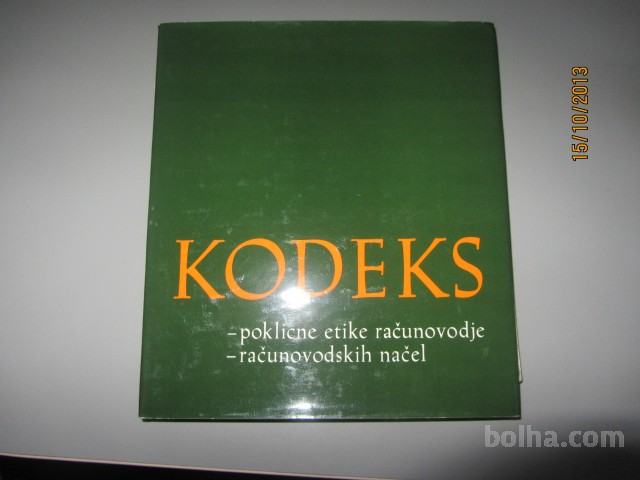 KODEKS
–poklicne etike računovodje
–računovodskih načel
15/10/2013
bolha.com